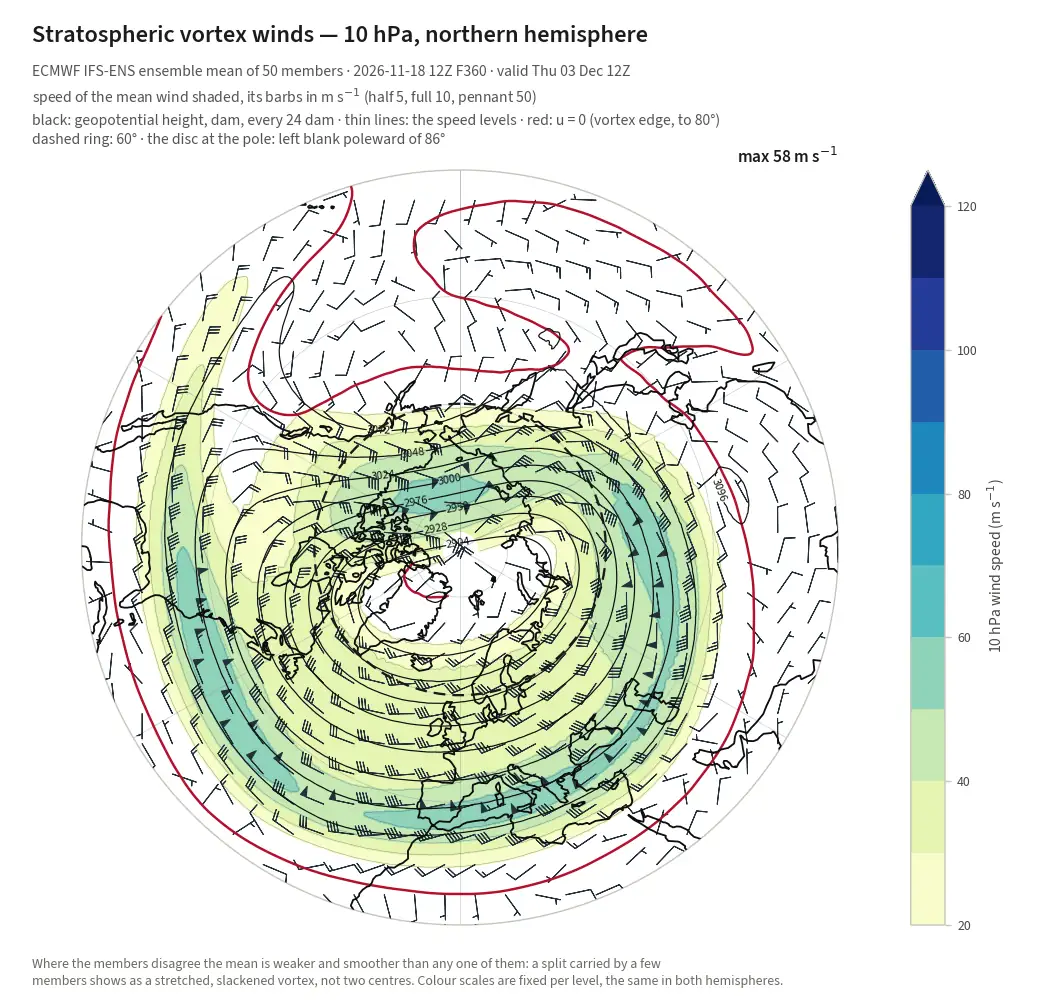 Stratospheric vortex winds — 10 hPa, northern hemisphere
ECMWF IFS-ENS ensemble mean of 50 members · 2026-11-18 12Z F360 · valid Thu 03 Dec 12Z
speed of the mean wind shaded, its barbs in m s⁻¹ (half 5, full 10, pennant 50)
black: geopotential height, dam, every 24 dam · thin lines: the speed levels · red: u = 0 (vortex edge, to 80°)
dashed ring: 60° · the disc at the pole: left blank poleward of 86°
max 58 m s⁻¹
120
100
80
60
40
20
10 hPa wind speed (m s⁻¹)
3048
3024
3000
2976
2928
2904
3096
Where the members disagree the mean is weaker and smoother than any one of them: a split carried by a few
members shows as a stretched, slackened vortex, not two centres. Colour scales are fixed per level, the same in both hemispheres.